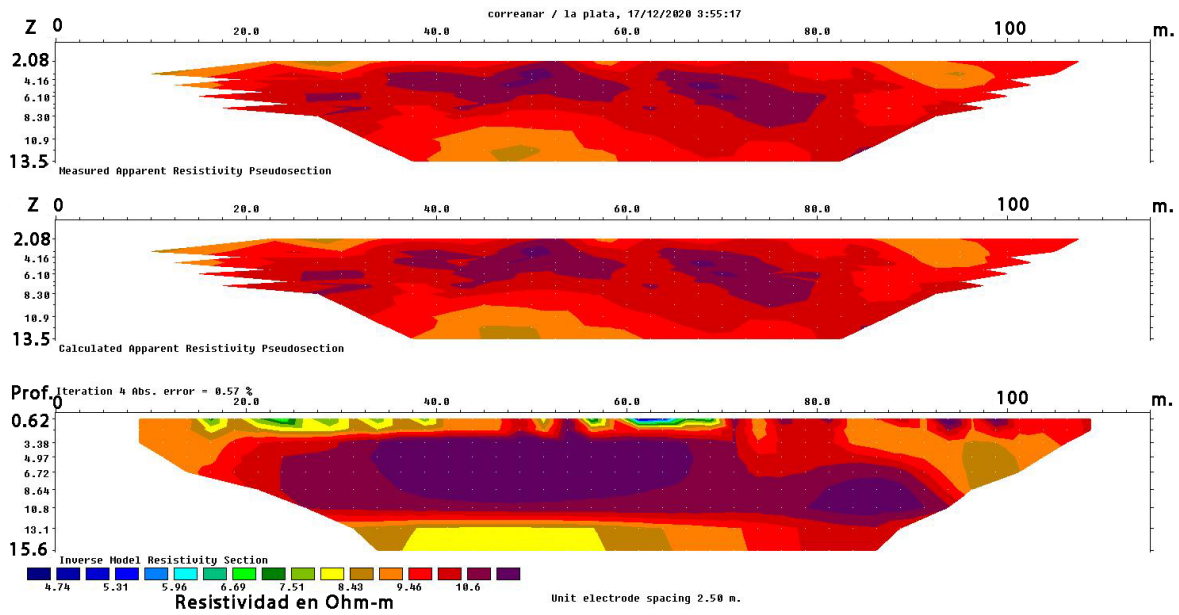 correanar / la plata, 17/12/2020 3:55:17
Z 0 20.0 40.0 60.0 80.0 100 m.
2.08
4.16
6.10
8.30
10.9
13.5
Measured Apparent Resistivity Pseudosection
Z 0 20.0 40.0 60.0 80.0 100 m.
2.08
4.16
6.10
8.30
10.9
13.5
Calculated Apparent Resistivity Pseudosection
Prof. Iteration 4 Abs. error = 0.57 %
0 20.0 40.0 60.0 80.0 100 m.
0.62
3.38
4.97
6.72
8.64
10.8
13.1
15.6
Inverse Model Resistivity Section
4.74 5.31 5.96 6.69 7.51 8.43 9.46 10.6
Resistividad en Ohm-m
Unit electrode spacing 2.50 m.